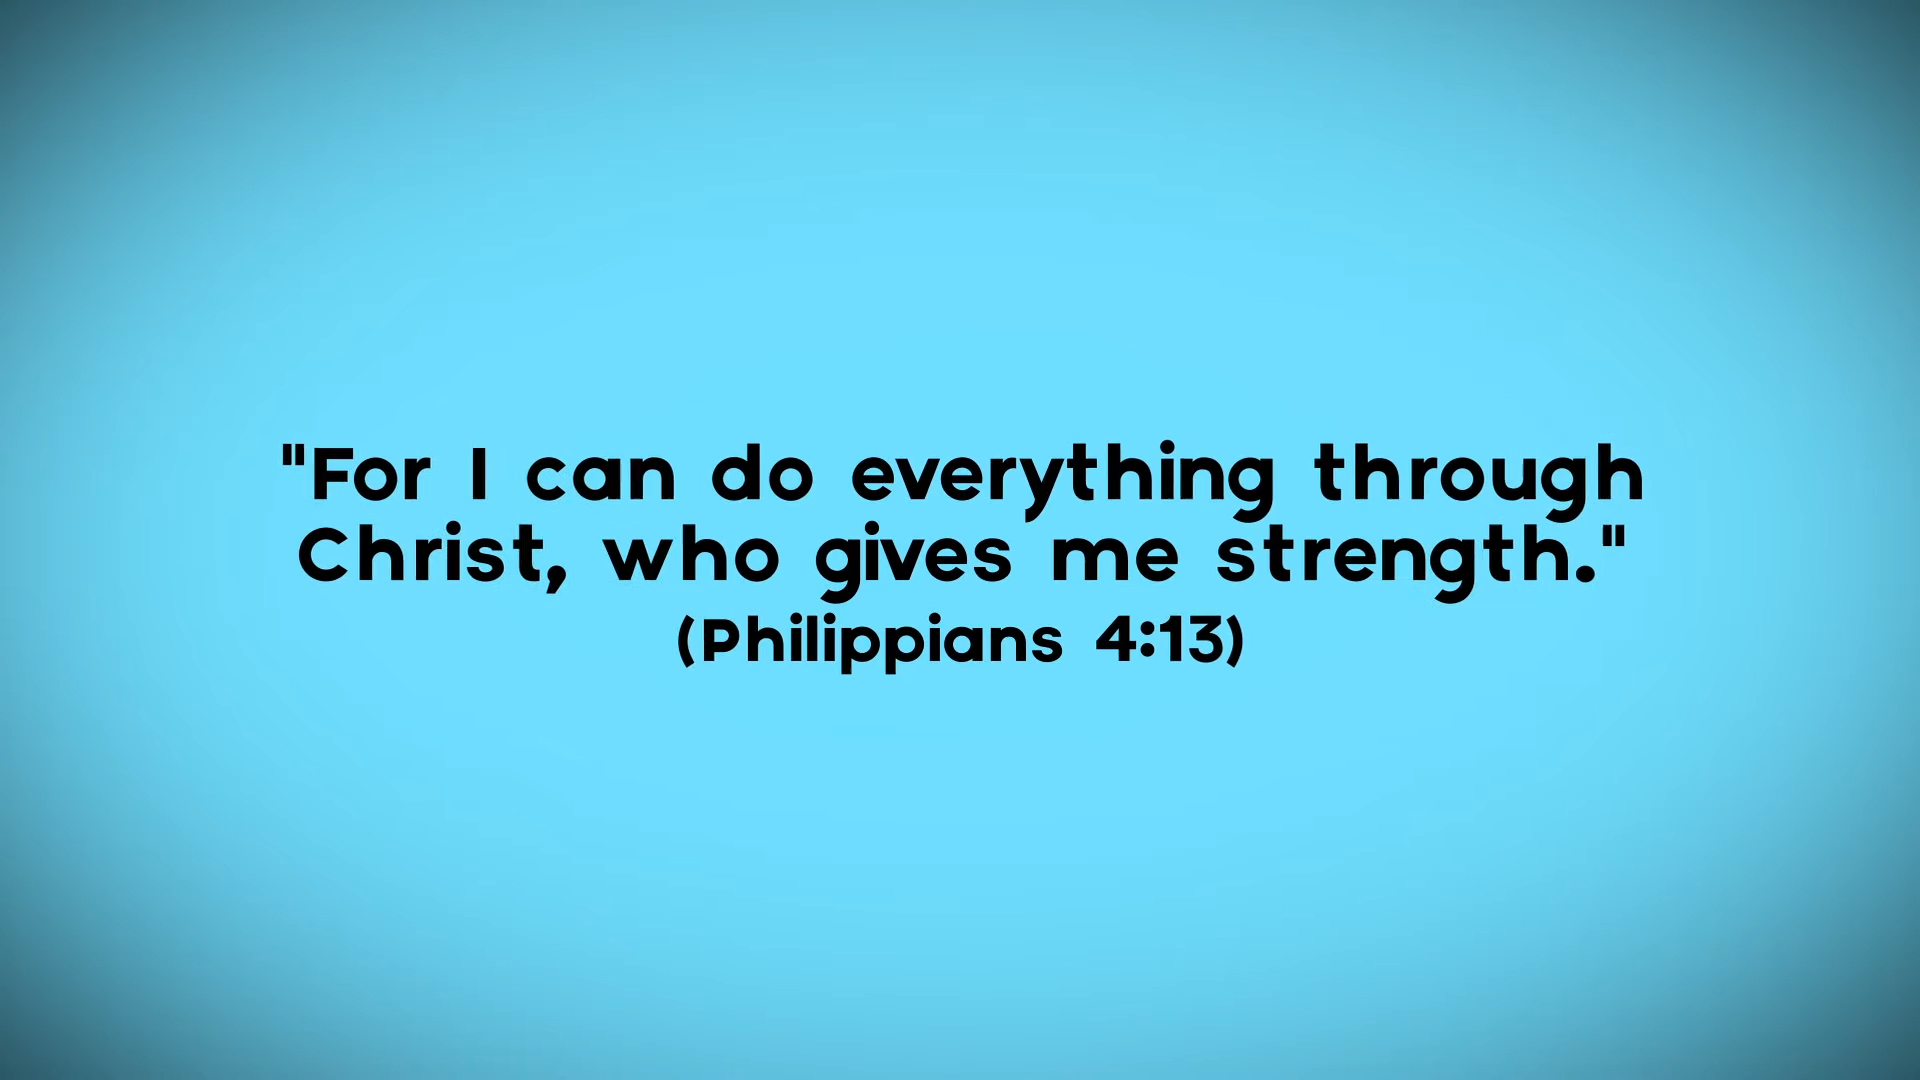 "For I can do everything through
Christ, who gives me strength."
(Philippians 4:13)